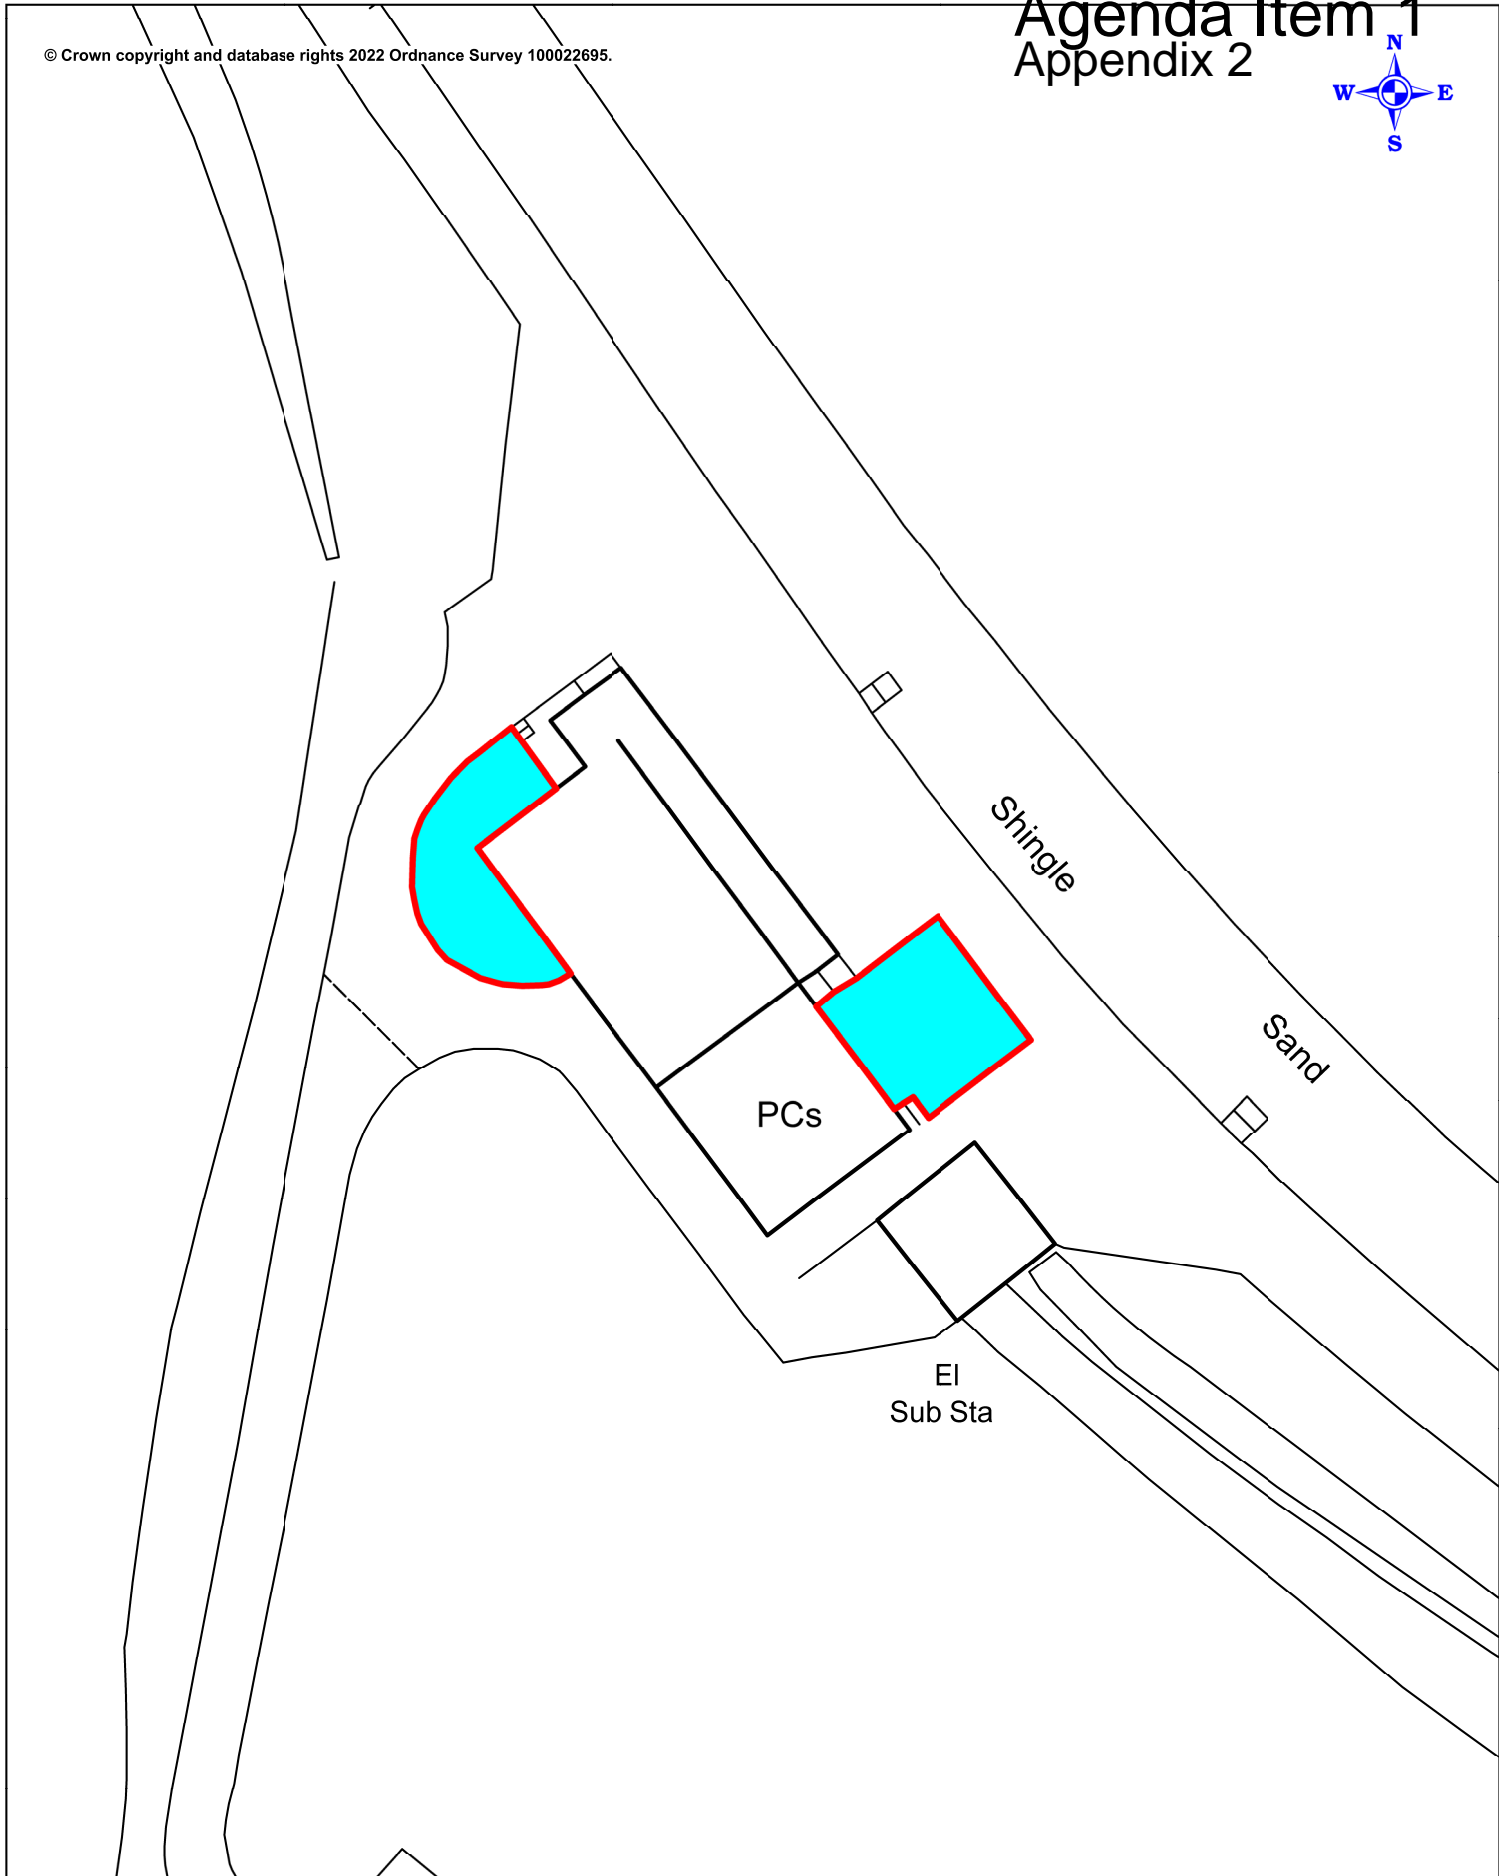 Agenda Item 1
Appendix 2
© Crown copyright and database rights 2022 Ordnance Survey 100022695.
N
W E
S
Shingle
Sand
PCs
El
Sub Sta